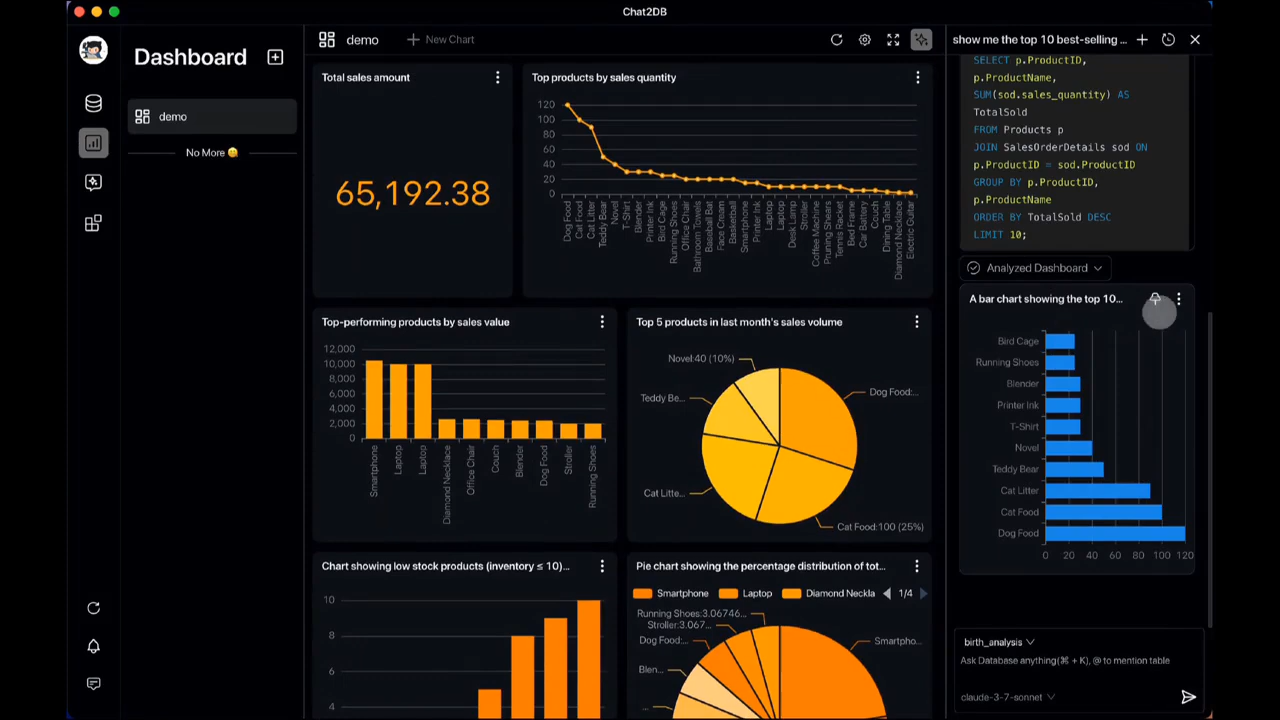 Chat2DB
Dashboard
demo
No More
demo
New Chart
Total sales amount
65,192.38
Top products by sales quantity
120
100
80
60
40
20
0
Dog Food
Cat Food
Cat Litter
Teddy Bear
Novel
T-Shirt
Blender
Printer Ink
Bird Cage
Running Shoes
Office Chair
Bathroom Towels
Baseball Bat
Face Cream
Basketball
Smartphone
Printer Ink
Laptop
Laptop
Desk Lamp
Stroller
Coffee Machine
Pruning Shears
Tennis Racket
Bed Frame
Car Battery
Couch
Dining Table
Diamond Necklace
Electric Guitar
Top-performing products by sales value
12,000
10,000
8,000
6,000
4,000
2,000
0
Smartphone
Laptop
Laptop
Diamond Necklace
Office Chair
Couch
Blender
Dog Food
Stroller
Running Shoes
Top 5 products in last month's sales volume
Novel:40 (10%)
Teddy Be...
Cat Litte...
Dog Food:...
Cat Food:100 (25%)
Chart showing low stock products (inventory ≤ 10)...
10
8
6
4
Pie chart showing the percentage distribution of tot...
Smartphone
Laptop
Diamond Neckla
1/4
Running Shoes:3.06746...
Stroller:3.067...
Dog Food:...
Blen...
...
Smartpho...
show me the top 10 best-selling ...
SELECT p.ProductID,
p.ProductName,
SUM(sod.sales_quantity) AS
TotalSold
FROM Products p
JOIN SalesOrderDetails sod ON
p.ProductID = sod.ProductID
GROUP BY p.ProductID,
p.ProductName
ORDER BY TotalSold DESC
LIMIT 10;
Analyzed Dashboard
A bar chart showing the top 10...
Bird Cage
Running Shoes
Blender
Printer Ink
T-Shirt
Novel
Teddy Bear
Cat Litter
Cat Food
Dog Food
0 20 40 60 80 100 120
birth_analysis
Ask Database anything(⌘ + K), @ to mention table
claude-3-7-sonnet